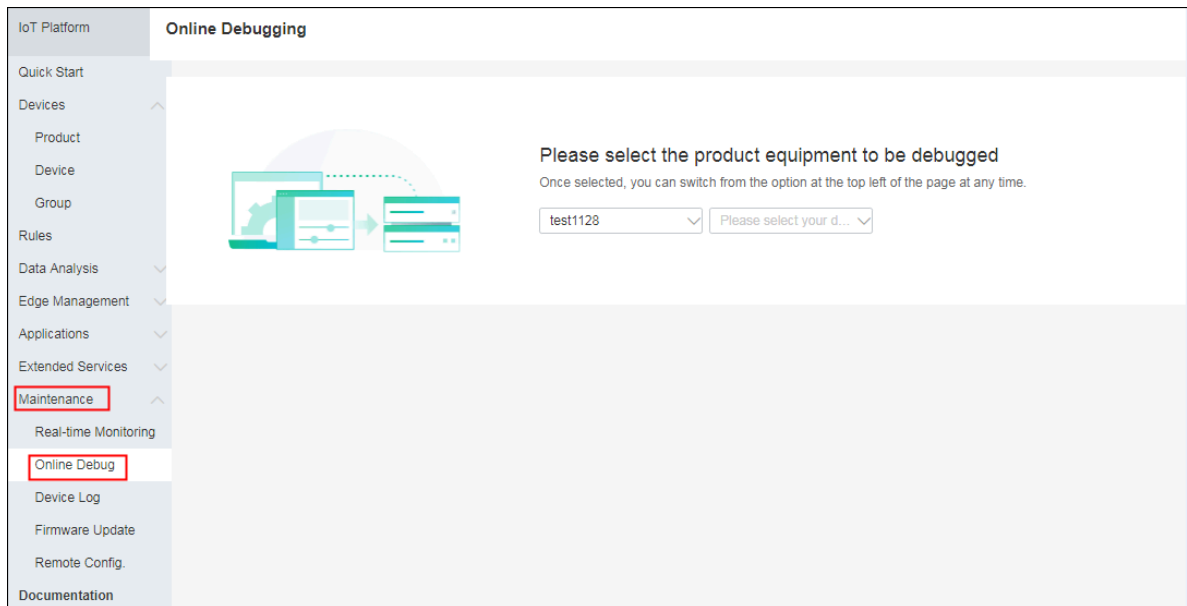 IoT Platform
Online Debugging
Quick Start
Devices
Product
Device
Group
Rules
Data Analysis
Edge Management
Applications
Extended Services
Maintenance
Real-time Monitoring
Online Debug
Device Log
Firmware Update
Remote Config.
Documentation
Please select the product equipment to be debugged
Once selected, you can switch from the option at the top left of the page at any time.
test1128
Please select your d...